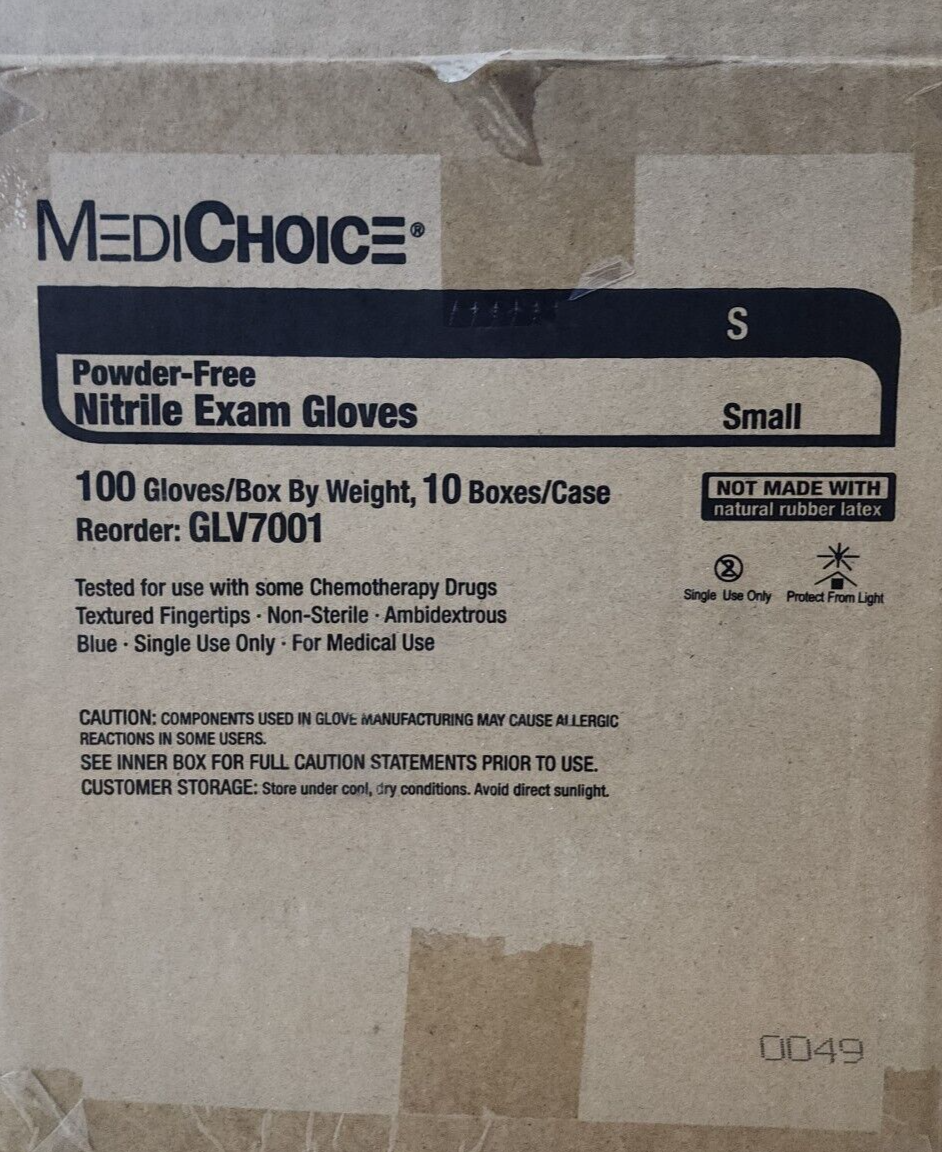 MEDICHOICE®
S
Powder-Free
Nitrile Exam Gloves Small
100 Gloves/Box By Weight, 10 Boxes/Case
Reorder: GLV7001
NOT MADE WITH
natural rubber latex
2
Single Use Only Protect From Light
Tested for use with some Chemotherapy Drugs
Textured Fingertips · Non-Sterile · Ambidextrous
Blue · Single Use Only · For Medical Use
CAUTION: COMPONENTS USED IN GLOVE MANUFACTURING MAY CAUSE ALLERGIC
REACTIONS IN SOME USERS.
SEE INNER BOX FOR FULL CAUTION STATEMENTS PRIOR TO USE.
CUSTOMER STORAGE: Store under cool, dry conditions. Avoid direct sunlight.
0049